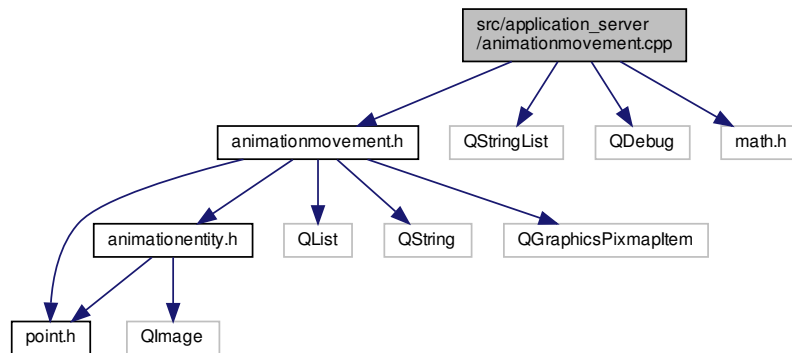 src/application_server
/animationmovement.cpp
animationmovement.h
QStringList
QDebug
math.h
animationentity.h
QList
QString
QGraphicsPixmapItem
point.h
QImage